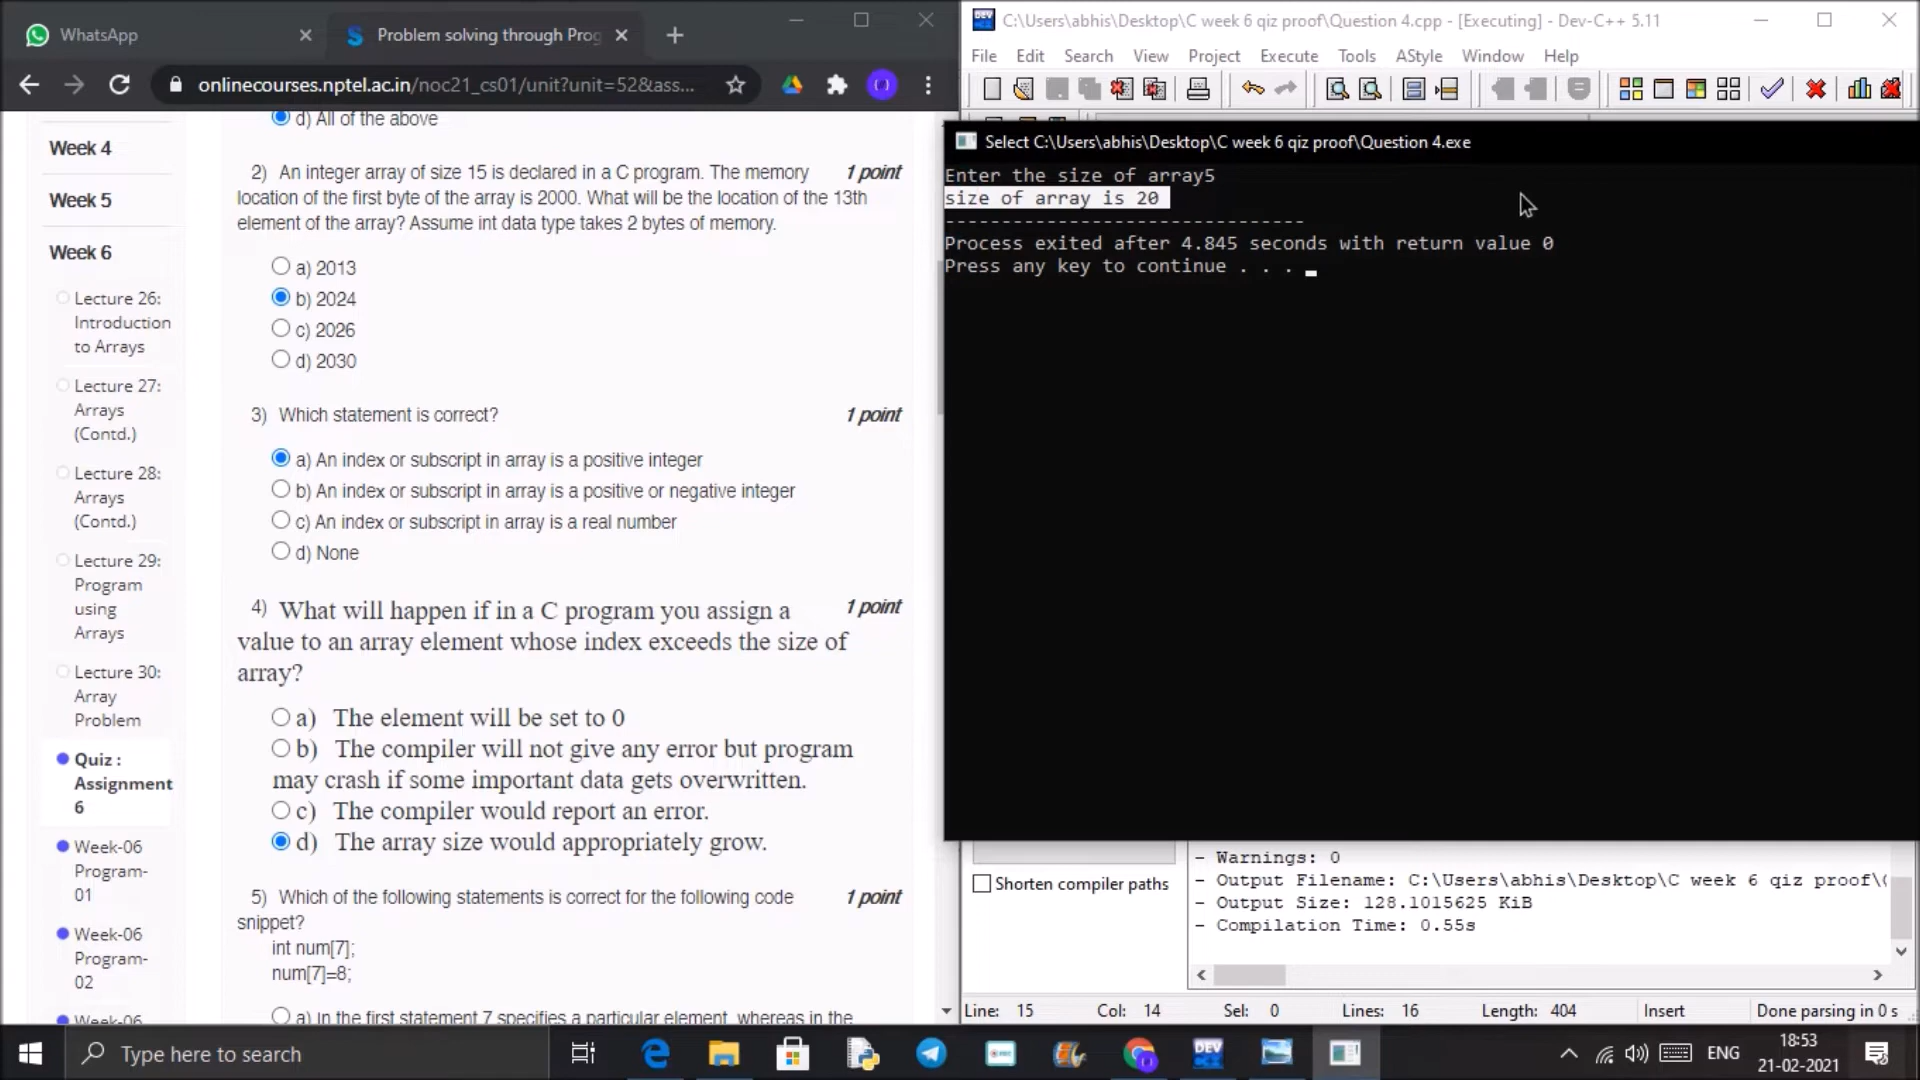 WhatsApp
Problem solving through Prog
onlinecourses.nptel.ac.in/noc21_cs01/unit?unit=52&ass...
Week 4
Week 5
Week 6
Lecture 26:
Introduction
to Arrays
Lecture 27:
Arrays
(Contd.)
Lecture 28:
Arrays
(Contd.)
Lecture 29:
Program
using
Arrays
Lecture 30:
Array
Problem
Quiz :
Assignment
6
Week-06
Program-
01
Week-06
Program-
02
Week-06
d) All of the above
2) An integer array of size 15 is declared in a C program. The memory 1 point
location of the first byte of the array is 2000. What will be the location of the 13th
element of the array? Assume int data type takes 2 bytes of memory.
a) 2013
b) 2024
c) 2026
d) 2030
3) Which statement is correct? 1 point
a) An index or subscript in array is a positive integer
b) An index or subscript in array is a positive or negative integer
c) An index or subscript in array is a real number
d) None
4) What will happen if in a C program you assign a 1 point
value to an array element whose index exceeds the size of
array?
a) The element will be set to 0
b) The compiler will not give any error but program
may crash if some important data gets overwritten.
c) The compiler would report an error.
d) The array size would appropriately grow.
5) Which of the following statements is correct for the following code 1 point
snippet?
int num[7];
num[7]=8;
a) In the first statement 7 specifies a particular element, whereas in the
C:\Users\abhis\Desktop\C week 6 qiz proof\Question 4.cpp - [Executing] - Dev-C++ 5.11
File Edit Search View Project Execute Tools AStyle Window Help
Select C:\Users\abhis\Desktop\C week 6 qiz proof\Question 4.exe
Enter the size of array5
size of array is 20
--------------------------------
Process exited after 4.845 seconds with return value 0
Press any key to continue . . .
Shorten compiler paths
- Warnings: 0
- Output Filename: C:\Users\abhis\Desktop\C week 6 qiz proof\
- Output Size: 128.1015625 KiB
- Compilation Time: 0.55s
Line: 15 Col: 14 Sel: 0 Lines: 16 Length: 404 Insert Done parsing in 0 s
Type here to search
ENG
18:53
21-02-2021